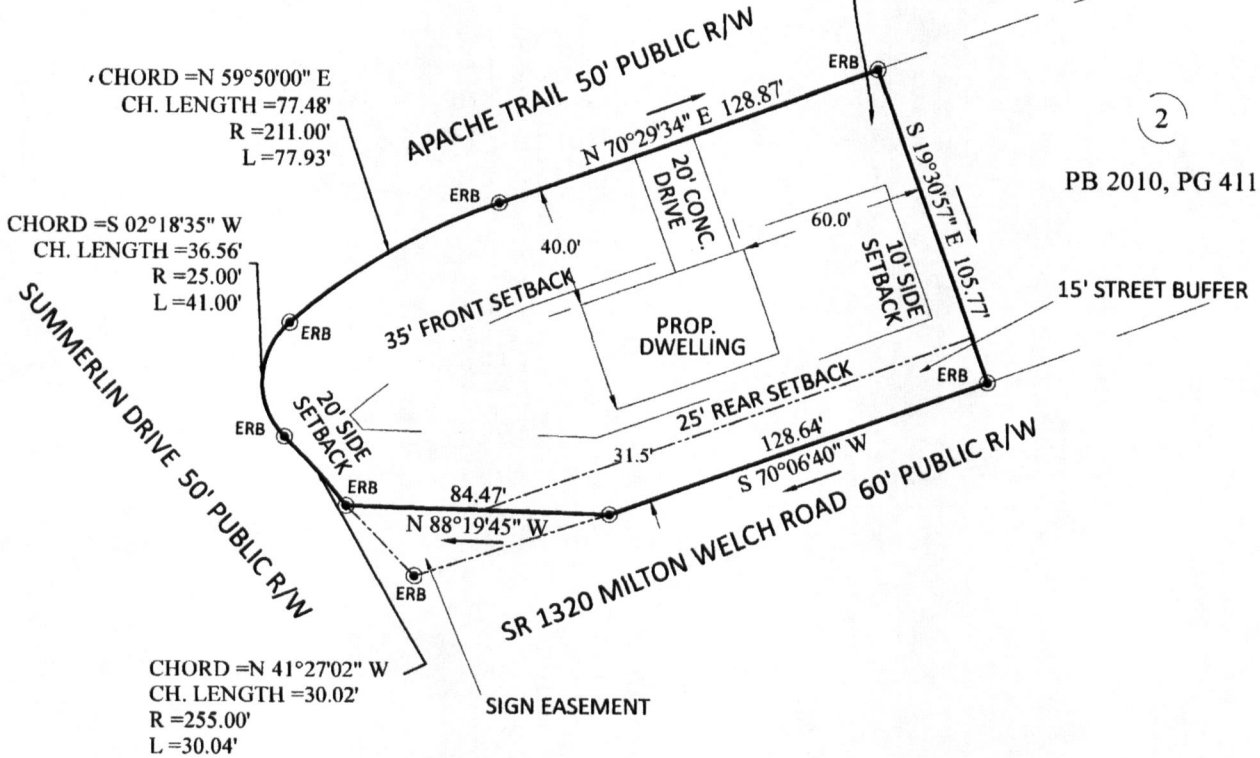 CHORD =N 59°50'00" E
CH. LENGTH =77.48'
R =211.00'
L =77.93'
APACHE TRAIL 50' PUBLIC R/W
ERB
N 70°29'34" E 128.87'
2
PB 2010, PG 411
S 19°30'57" E 105.77'
ERB
20' CONC.
DRIVE
CHORD =S 02°18'35" W
CH. LENGTH =36.56'
R =25.00'
L =41.00'
40.0'
60.0'
10' SIDE
SETBACK
15' STREET BUFFER
SUMMERLIN DRIVE 50' PUBLIC R/W
ERB
35' FRONT SETBACK
PROP.
DWELLING
ERB
25' REAR SETBACK
20' SIDE
SETBACK
ERB
31.5'
128.64'
S 70°06'40" W
ERB
84.47'
N 88°19'45" W
SR 1320 MILTON WELCH ROAD 60' PUBLIC R/W
ERB
CHORD =N 41°27'02" W
CH. LENGTH =30.02'
R =255.00'
L =30.04'
SIGN EASEMENT